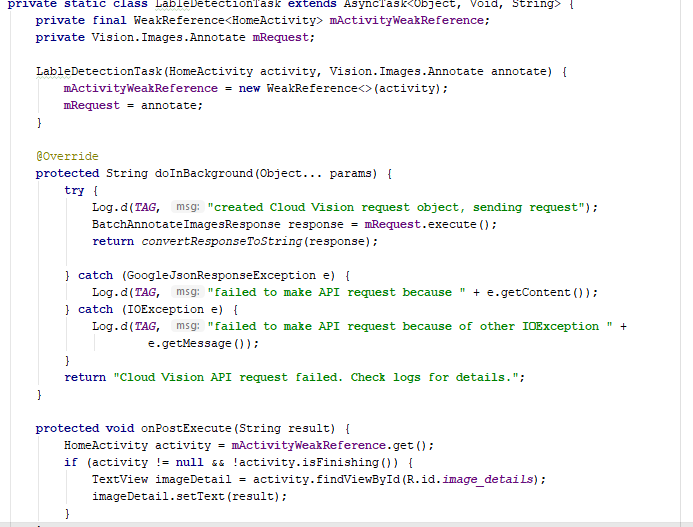 private static class LableDetectionTask extends AsyncTask<Object, Void, String> {
    private final WeakReference<HomeActivity> mActivityWeakReference;
    private Vision.Images.Annotate mRequest;

    LableDetectionTask(HomeActivity activity, Vision.Images.Annotate annotate) {
        mActivityWeakReference = new WeakReference<>(activity);
        mRequest = annotate;
    }

    @Override
    protected String doInBackground(Object... params) {
        try {
            Log.d(TAG, msg: "created Cloud Vision request object, sending request");
            BatchAnnotateImagesResponse response = mRequest.execute();
            return convertResponseToString(response);

        } catch (GoogleJsonResponseException e) {
            Log.d(TAG, msg: "failed to make API request because " + e.getContent());
        } catch (IOException e) {
            Log.d(TAG, msg: "failed to make API request because of other IOException " +
                    e.getMessage());
        }
        return "Cloud Vision API request failed. Check logs for details.";
    }

    protected void onPostExecute(String result) {
        HomeActivity activity = mActivityWeakReference.get();
        if (activity != null && !activity.isFinishing()) {
            TextView imageDetail = activity.findViewById(R.id.image_details);
            imageDetail.setText(result);
        }